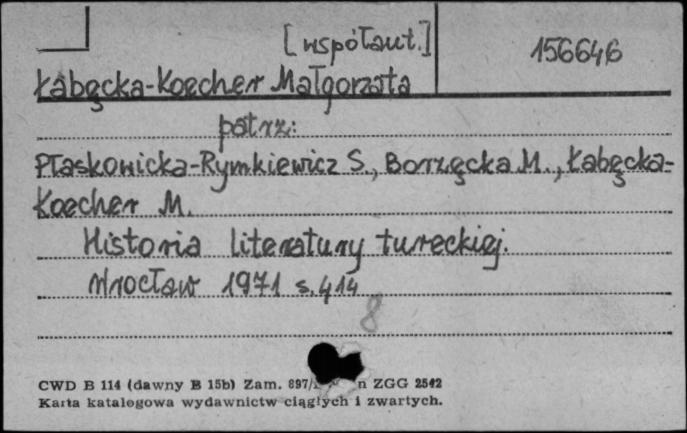 [współaut.] 156646
Łabęcka-Koecher Małgorzata
patrz:
Płaskowicka-Rymkiewicz S., Borzęcka M., Łabęcka-
Koecher M.
Historia literatury tureckiej.
Wrocław 1971 s. 414
8
CWD B 114 (dawny B 15b) Zam. 897/ n ZGG 2542
Karta katalogowa wydawnictw ciągłych i zwartych.